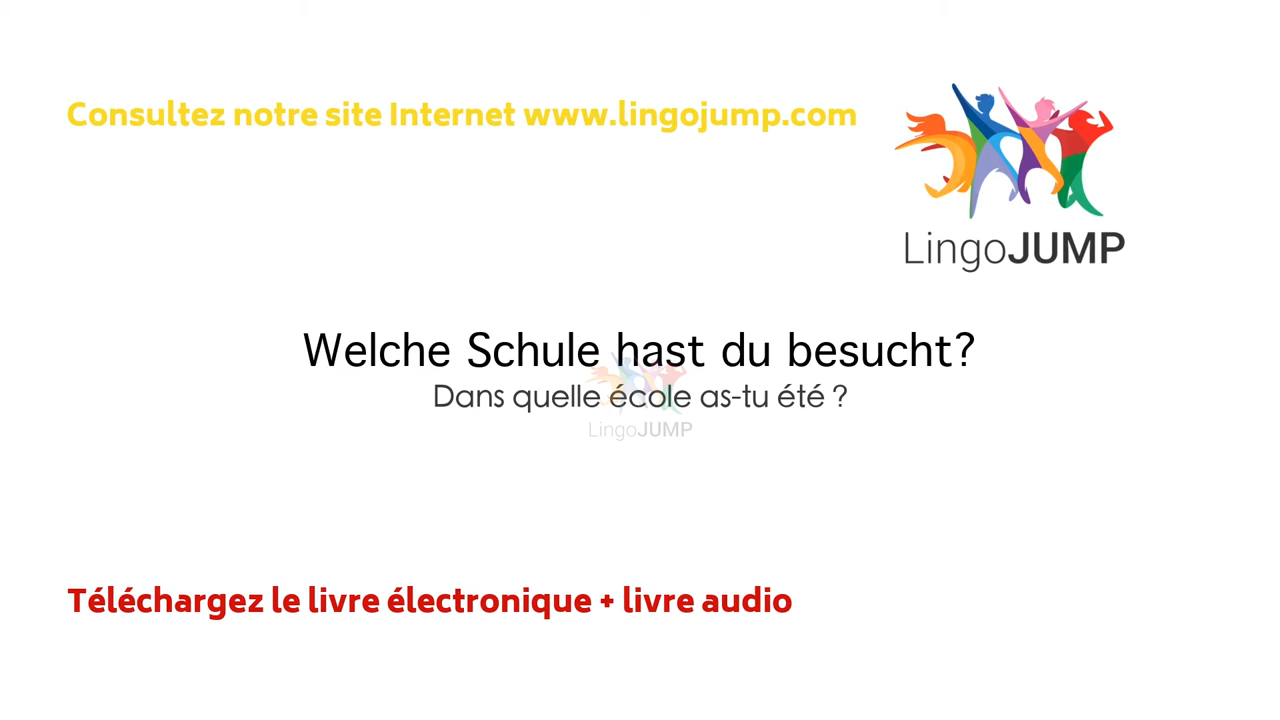 Consultez notre site Internet www.lingojump.com
LingoJUMP
Welche Schule hast du besucht?
Dans quelle école as-tu été ?
LingoJUMP
Téléchargez le livre électronique + livre audio